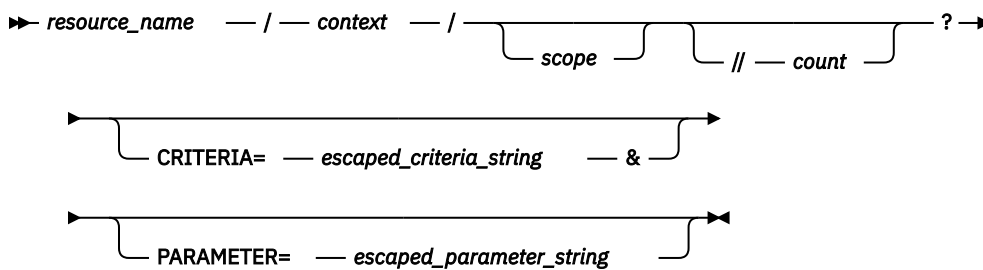 resource_name / context / ?
scope // count
CRITERIA= escaped_criteria_string &
PARAMETER= escaped_parameter_string